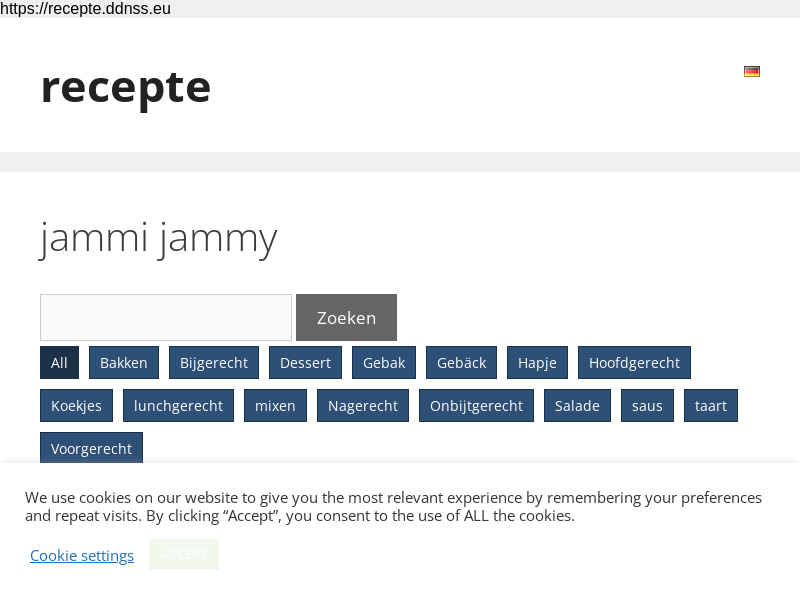 https://recepte.ddnss.eu
recepte
jammi jammy
Zoeken
All Bakken Bijgerecht Dessert Gebak Gebäck Hapje Hoofdgerecht
Koekjes lunchgerecht mixen Nagerecht Onbijtgerecht Salade saus taart
Voorgerecht
We use cookies on our website to give you the most relevant experience by remembering your preferences
and repeat visits. By clicking “Accept”, you consent to the use of ALL the cookies.
Cookie settings ACCEPT